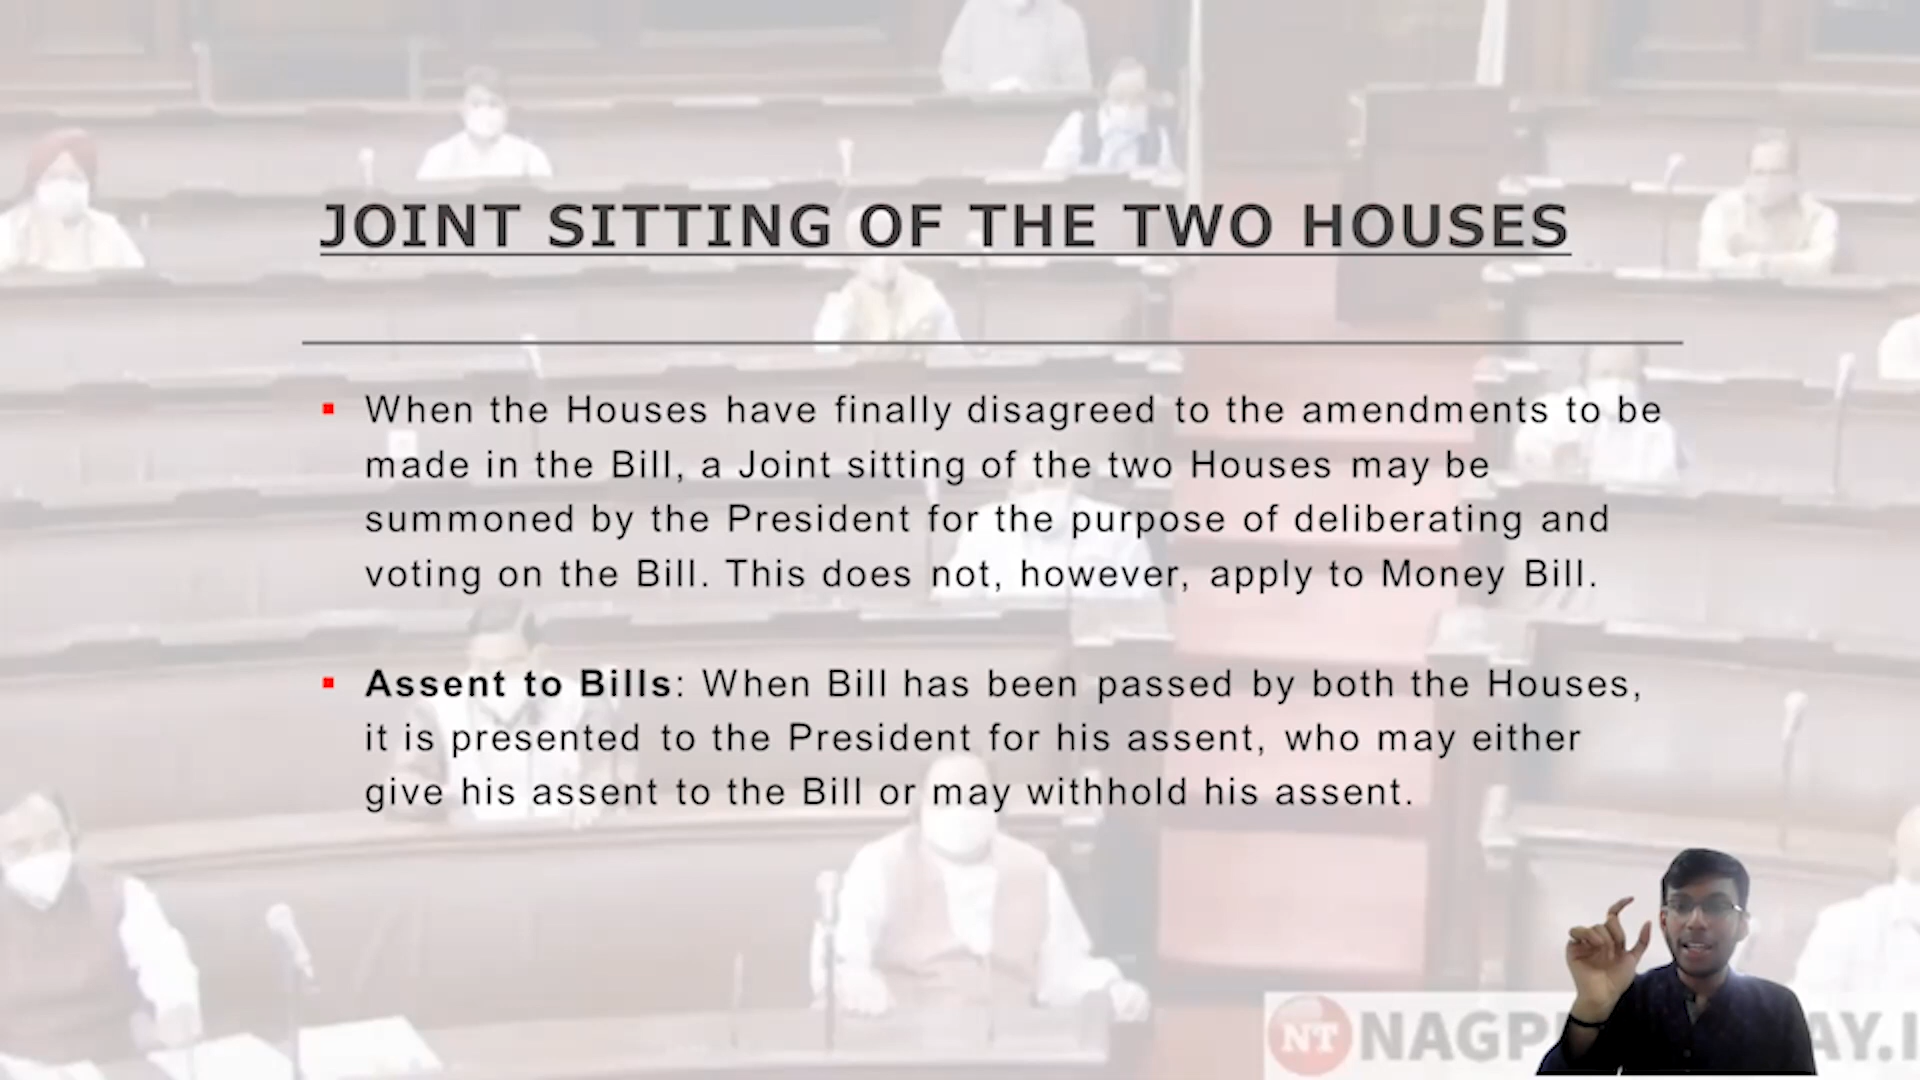 JOINT SITTING OF THE TWO HOUSES
▪ When the Houses have finally disagreed to the amendments to be
made in the Bill, a Joint sitting of the two Houses may be
summoned by the President for the purpose of deliberating and
voting on the Bill. This does not, however, apply to Money Bill.
▪ Assent to Bills: When Bill has been passed by both the Houses,
it is presented to the President for his assent, who may either
give his assent to the Bill or may withhold his assent.
NT